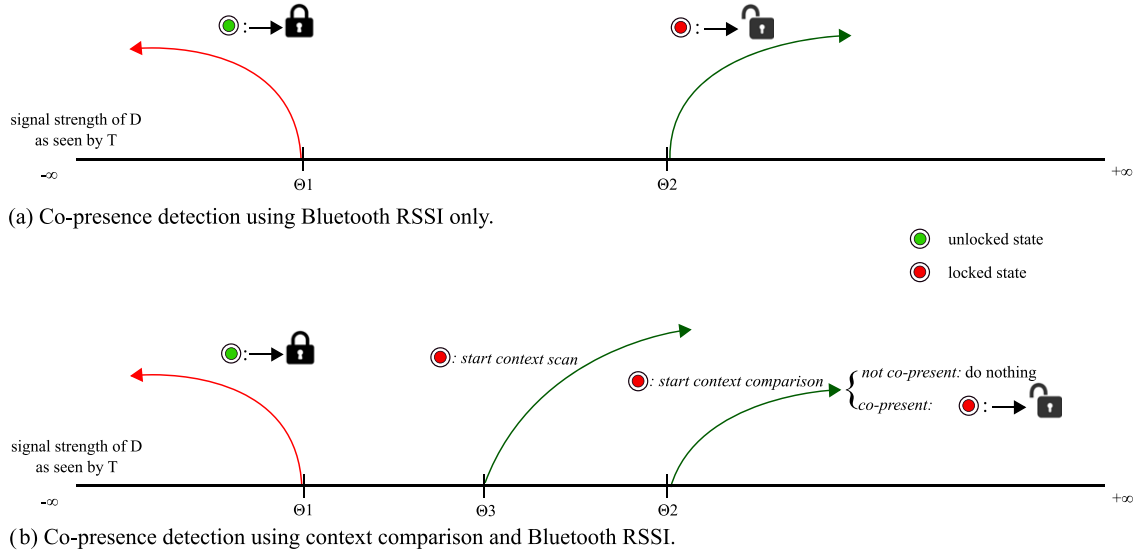 : 
:
signal strength of D
as seen by T
-∞
Θ1
Θ2
+∞
(a) Co-presence detection using Bluetooth RSSI only.
unlocked state
locked state
:
: start context scan
: start context comparison
not co-present: do nothing
co-present:
:
signal strength of D
as seen by T
-∞
Θ1
Θ3
Θ2
+∞
(b) Co-presence detection using context comparison and Bluetooth RSSI.